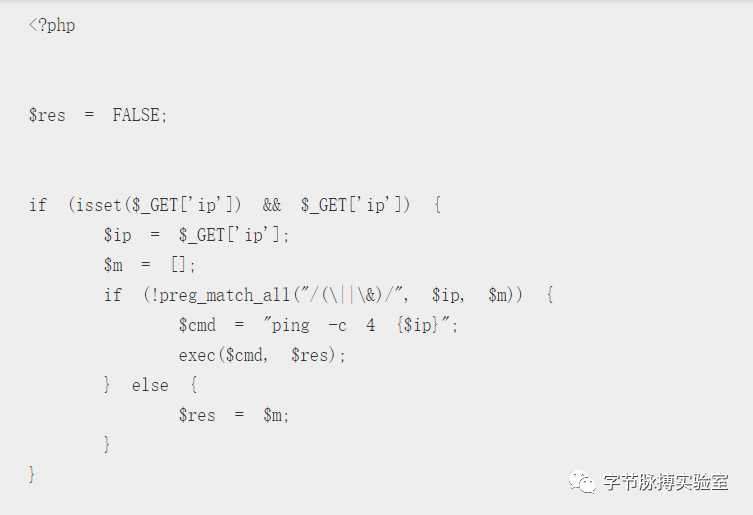 <?php
$res = FALSE;
if (isset($_GET['ip']) && $_GET['ip']) {
$ip = $_GET['ip'];
$m = [];
if (!preg_match_all("/(\||\&)/", $ip, $m)) {
$cmd = "ping -c 4 {$ip}";
exec($cmd, $res);
} else {
$res = $m;
}
}
字节脉搏实验室